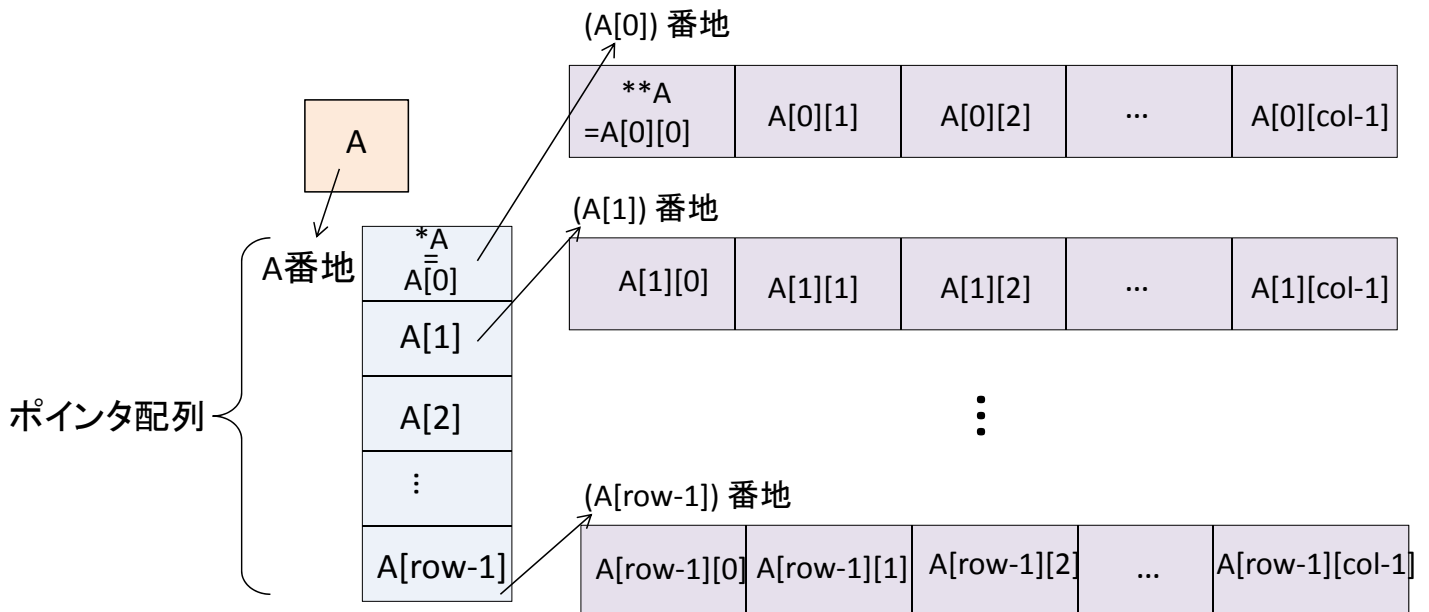 (A[0]) 番地
**A
=A[0][0]
A[0][1]
A[0][2]
...
A[0][col-1]
A
(A[1]) 番地
A番地
*A
=
A[0]
A[1][0]
A[1][1]
A[1][2]
...
A[1][col-1]
A[1]
ポインタ配列
A[2]
⋮
⋮
(A[row-1]) 番地
A[row-1]
A[row-1][0]
A[row-1][1]
A[row-1][2]
...
A[row-1][col-1]